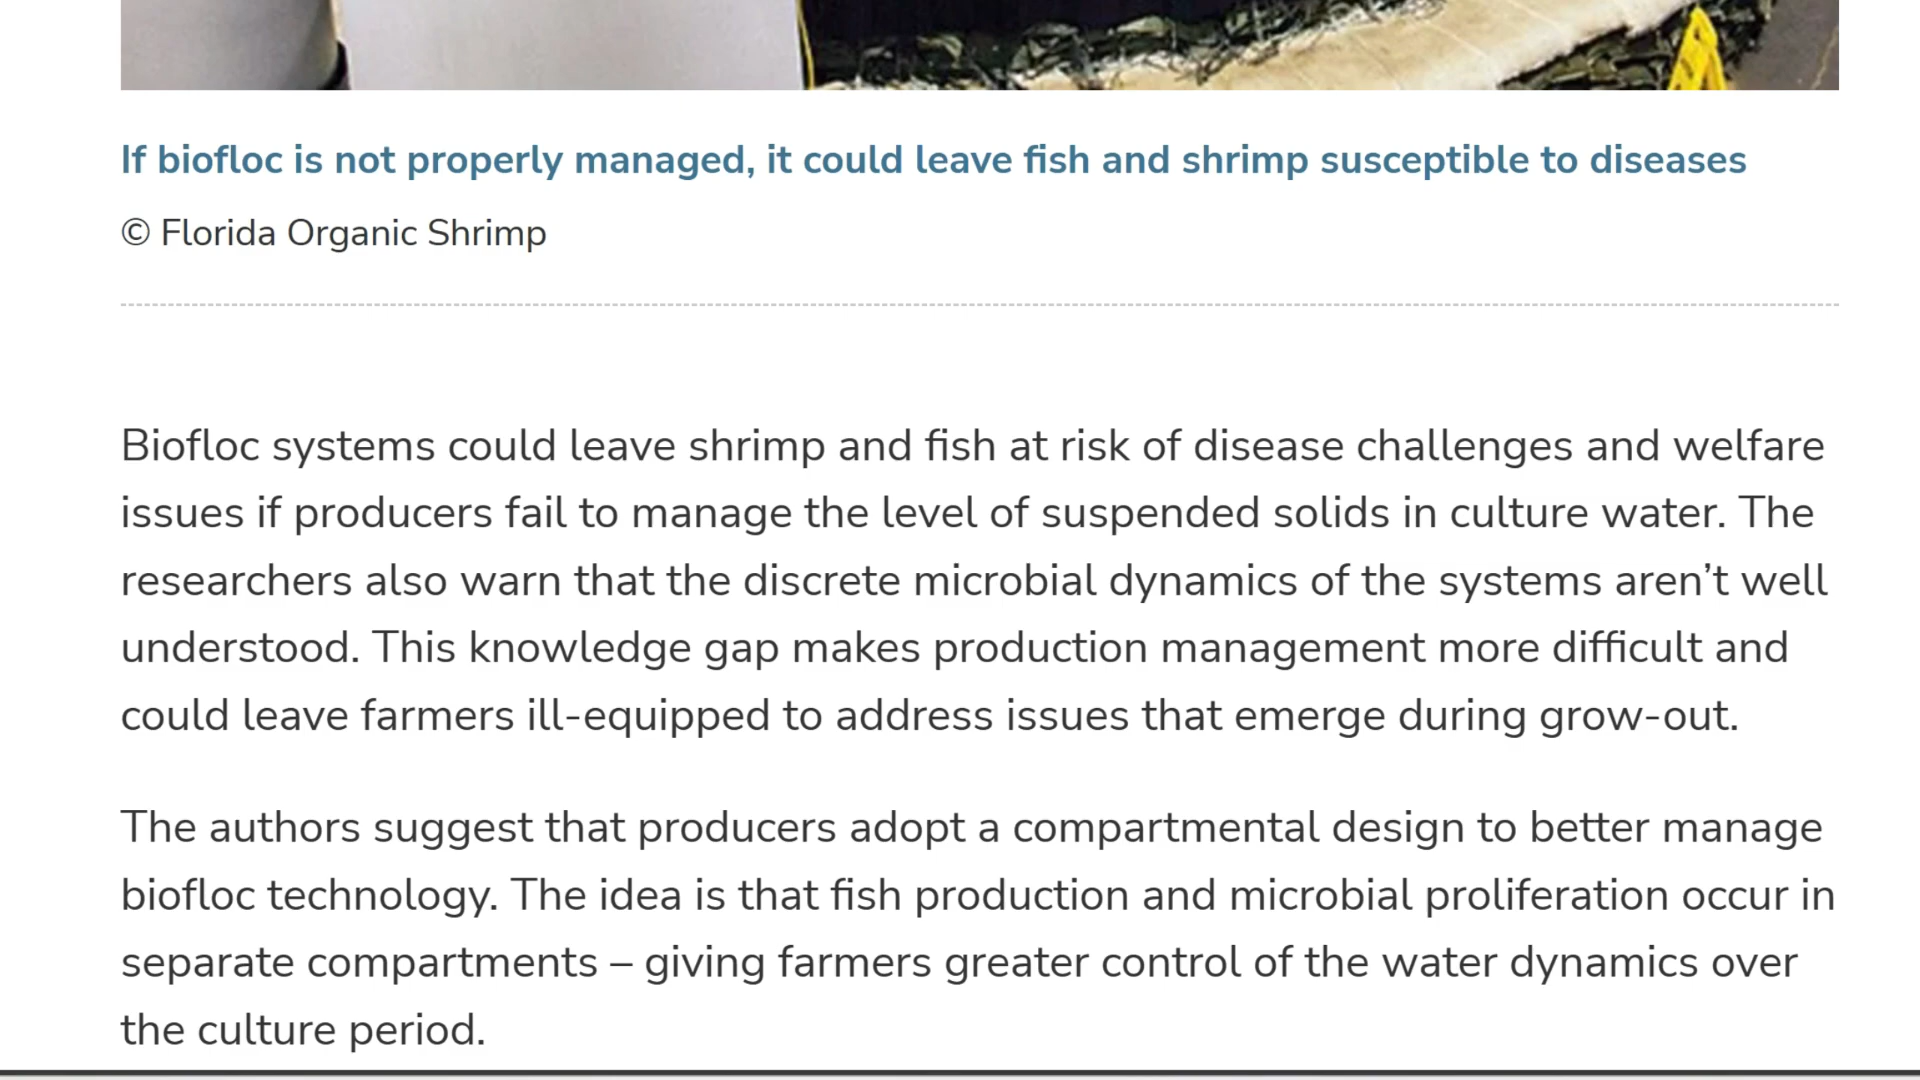 If biofloc is not properly managed, it could leave fish and shrimp susceptible to diseases
© Florida Organic Shrimp
Biofloc systems could leave shrimp and fish at risk of disease challenges and welfare
issues if producers fail to manage the level of suspended solids in culture water. The
researchers also warn that the discrete microbial dynamics of the systems aren’t well
understood. This knowledge gap makes production management more difficult and
could leave farmers ill-equipped to address issues that emerge during grow-out.
The authors suggest that producers adopt a compartmental design to better manage
biofloc technology. The idea is that fish production and microbial proliferation occur in
separate compartments – giving farmers greater control of the water dynamics over
the culture period.